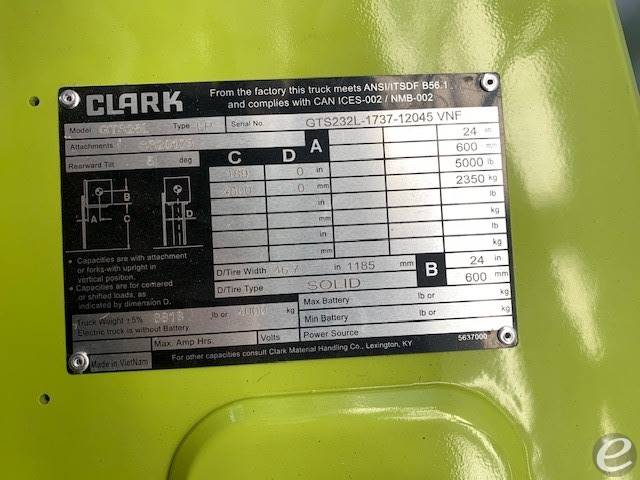 CLARK
From the factory this truck meets ANSI/ITSDF B56.1
and complies with CAN ICES-002 / NMB-002
Model Type LP Serial No. GTS232L-1737-12045 VNF
Attachments
Rearward Tilt deg
C D A
24 in
600 mm
5000 lb
2350 kg
0 in
0 mm
in
mm
in
mm
lb
kg
lb
kg
lb
kg
B
A
C
D
• Capacities are with attachment
or forks with upright in
vertical position.
• Capacities are for centered
or shifted loads, as
indicated by dimension D.
D/Tire Width 46.7 in 1185 mm
D/Tire Type SOLID
B 24 in
600 mm
Truck Weight ±5% lb or kg
Electric truck is without Battery
Max Battery lb or kg
Min Battery lb or kg
Max. Amp Hrs. Volts Power Source
5637000
Made in VietNam
For other capacities consult Clark Material Handling Co., Lexington, KY
e